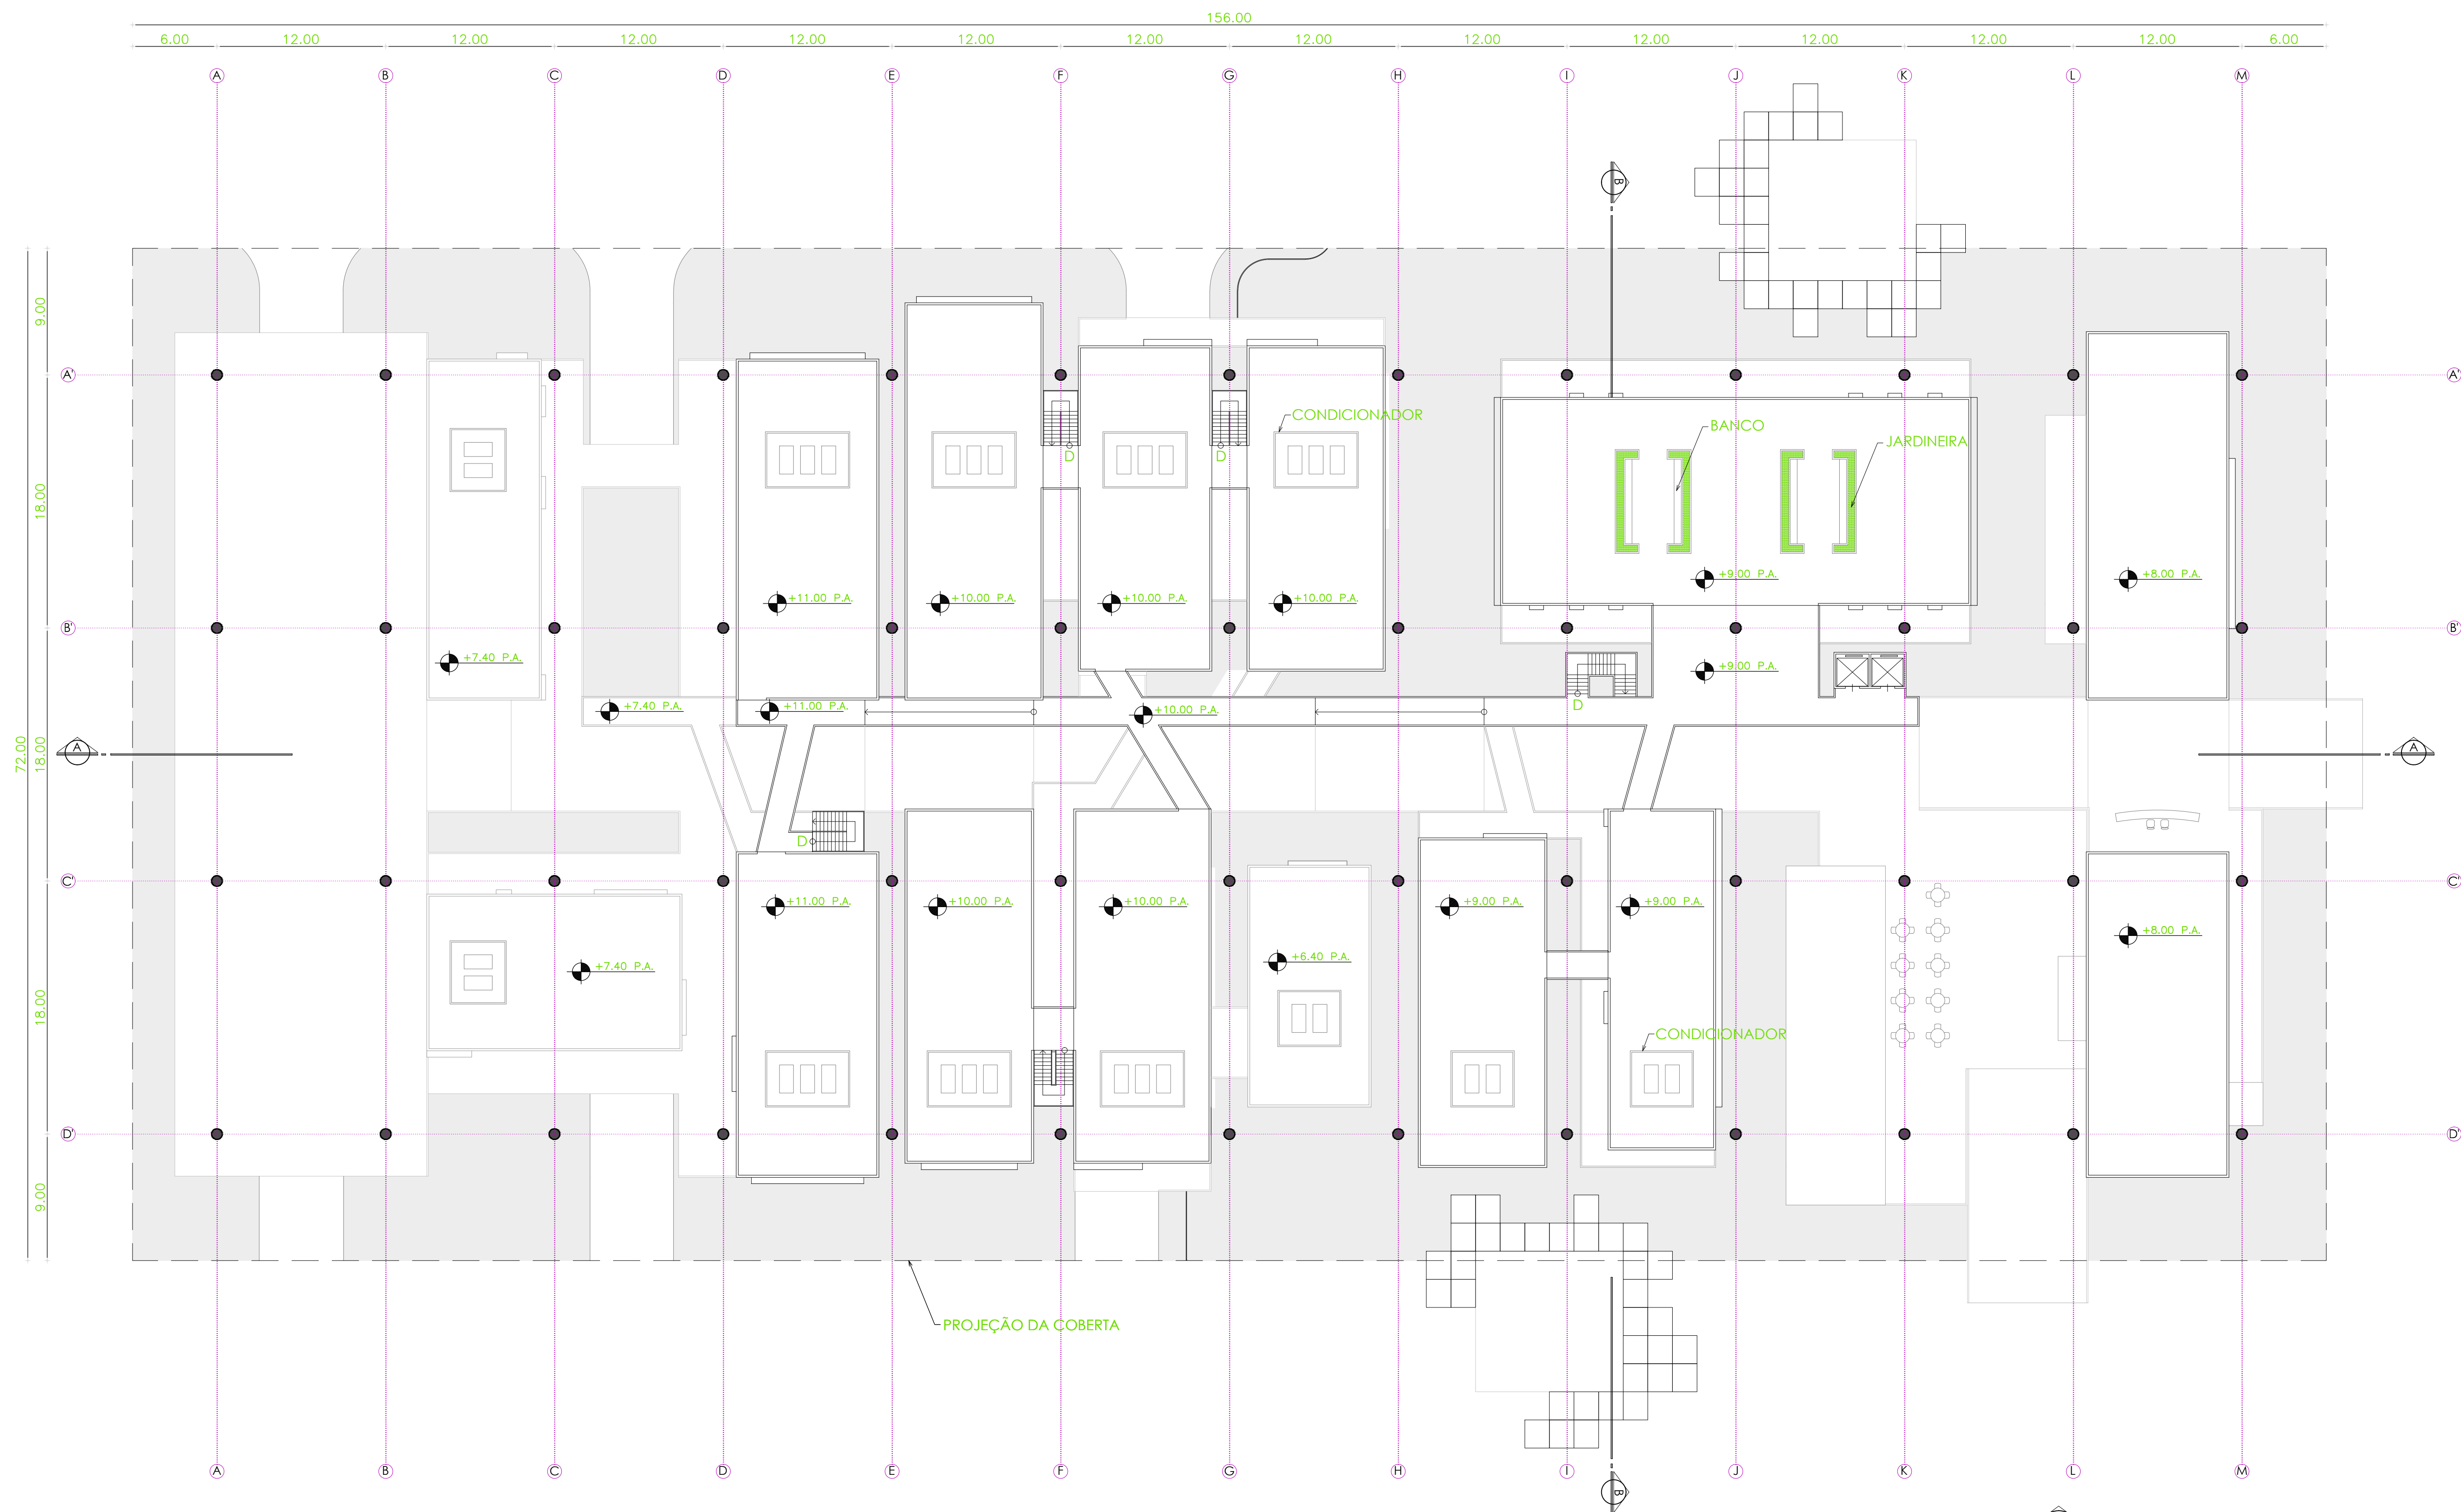 156.00
6.00 12.00 12.00 12.00 12.00 12.00 12.00 12.00 12.00 12.00 12.00 12.00 12.00 6.00
A B C D E F G H I J K L M
B
9.00
A' A'
CONDICIONADOR
BANCO
JARDINEIRA
D D
18.00
+9.00 P.A.
+8.00 P.A.
+11.00 P.A.
+10.00 P.A.
+10.00 P.A.
+10.00 P.A.
B' B'
+7.40 P.A.
+9.00 P.A.
+7.40 P.A.
+11.00 P.A.
+10.00 P.A.
D
72.00
18.00
A A
D
C' C'
+11.00 P.A.
+10.00 P.A.
+10.00 P.A.
+9.00 P.A.
+9.00 P.A.
+8.00 P.A.
+6.40 P.A.
+7.40 P.A.
18.00
CONDICIONADOR
D' D'
9.00
PROJEÇÃO DA COBERTA
A B C D E F G H I J K L M
B